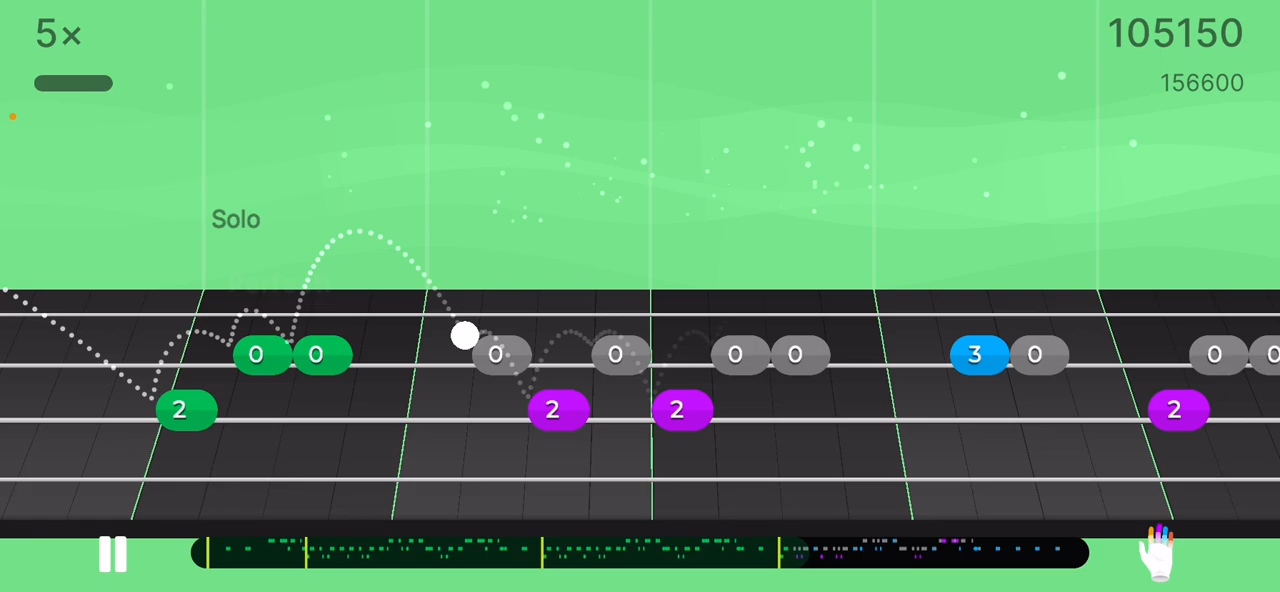 5×
105150
156600
Solo
0 0 0 0 0 0 3 0 0 0
2 2 2 2